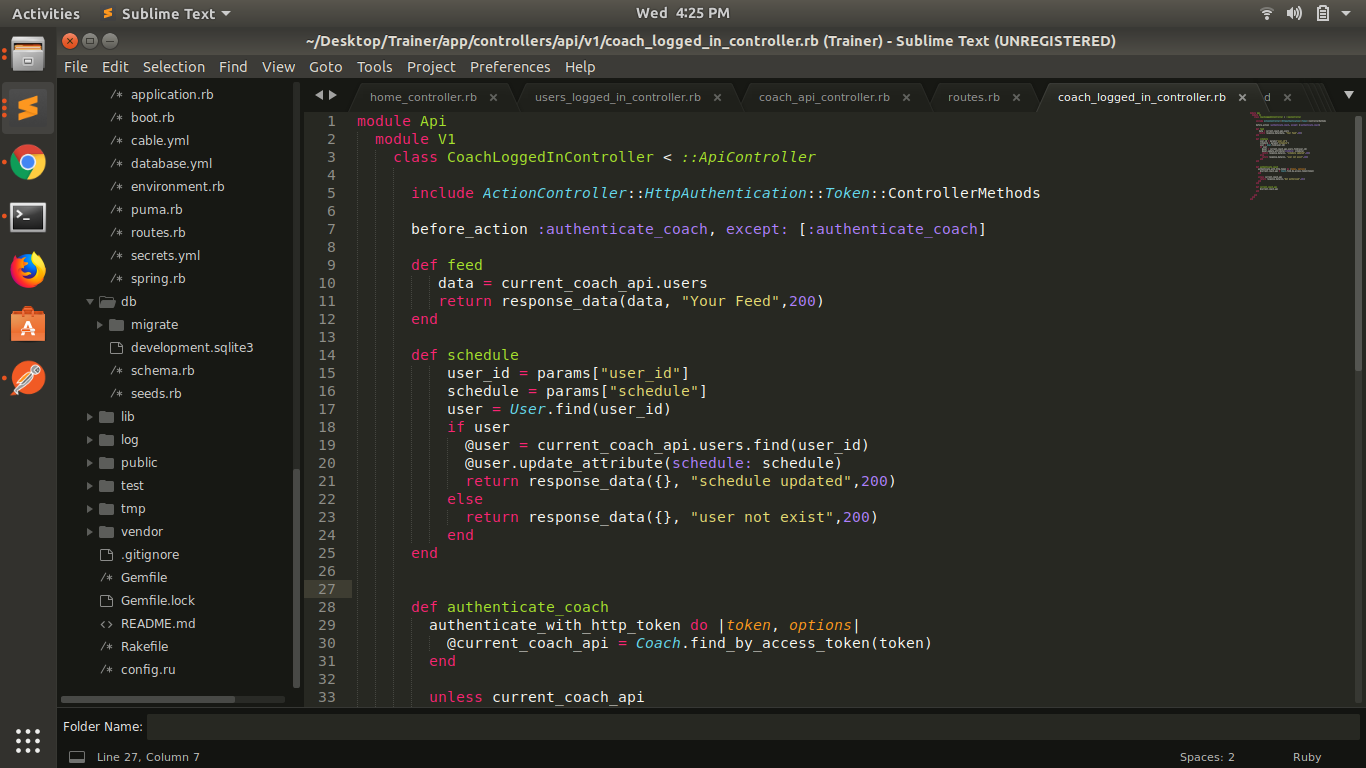 Activities Sublime Text Wed 4:25 PM
~/Desktop/Trainer/app/controllers/api/v1/coach_logged_in_controller.rb (Trainer) - Sublime Text (UNREGISTERED)
File Edit Selection Find View Goto Tools Project Preferences Help
/* application.rb
/* boot.rb
/* cable.yml
/* database.yml
/* environment.rb
/* puma.rb
/* routes.rb
/* secrets.yml
/* spring.rb
db
migrate
development.sqlite3
/* schema.rb
/* seeds.rb
lib
log
public
test
tmp
vendor
.gitignore
/* Gemfile
Gemfile.lock
<> README.md
/* Rakefile
/* config.ru
home_controller.rb × users_logged_in_controller.rb × coach_api_controller.rb × routes.rb × coach_logged_in_controller.rb × d ×
1 module Api
2   module V1
3     class CoachLoggedInController < ::ApiController
4
5       include ActionController::HttpAuthentication::Token::ControllerMethods
6
7       before_action :authenticate_coach, except: [:authenticate_coach]
8
9       def feed
10          data = current_coach_api.users
11          return response_data(data, "Your Feed",200)
12       end
13
14       def schedule
15           user_id = params["user_id"]
16           schedule = params["schedule"]
17           user = User.find(user_id)
18           if user
19             @user = current_coach_api.users.find(user_id)
20             @user.update_attribute(schedule: schedule)
21             return response_data({}, "schedule updated",200)
22           else
23             return response_data({}, "user not exist",200)
24           end
25       end
26
27
28       def authenticate_coach
29         authenticate_with_http_token do |token, options|
30           @current_coach_api = Coach.find_by_access_token(token)
31         end
32
33         unless current_coach_api
Folder Name:
Line 27, Column 7 Spaces: 2 Ruby